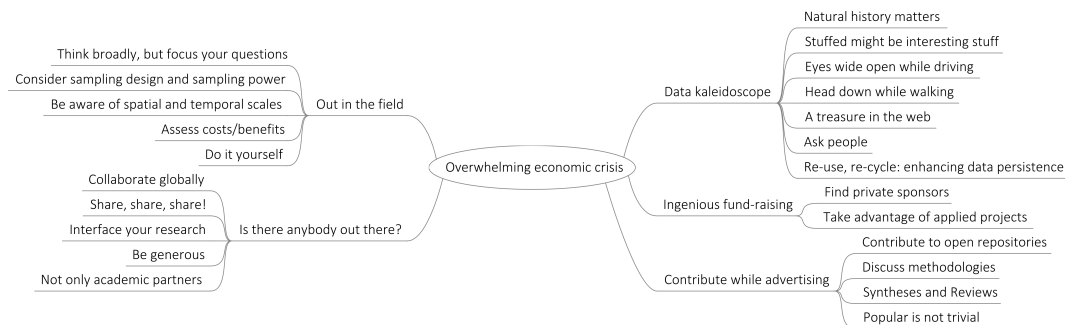 Overwhelming economic crisis
Out in the field
Think broadly, but focus your questions
Consider sampling design and sampling power
Be aware of spatial and temporal scales
Assess costs/benefits
Do it yourself
Is there anybody out there?
Collaborate globally
Share, share, share!
Interface your research
Be generous
Not only academic partners
Data kaleidoscope
Natural history matters
Stuffed might be interesting stuff
Eyes wide open while driving
Head down while walking
A treasure in the web
Ask people
Re-use, re-cycle: enhancing data persistence
Ingenious fund-raising
Find private sponsors
Take advantage of applied projects
Contribute while advertising
Contribute to open repositories
Discuss methodologies
Syntheses and Reviews
Popular is not trivial